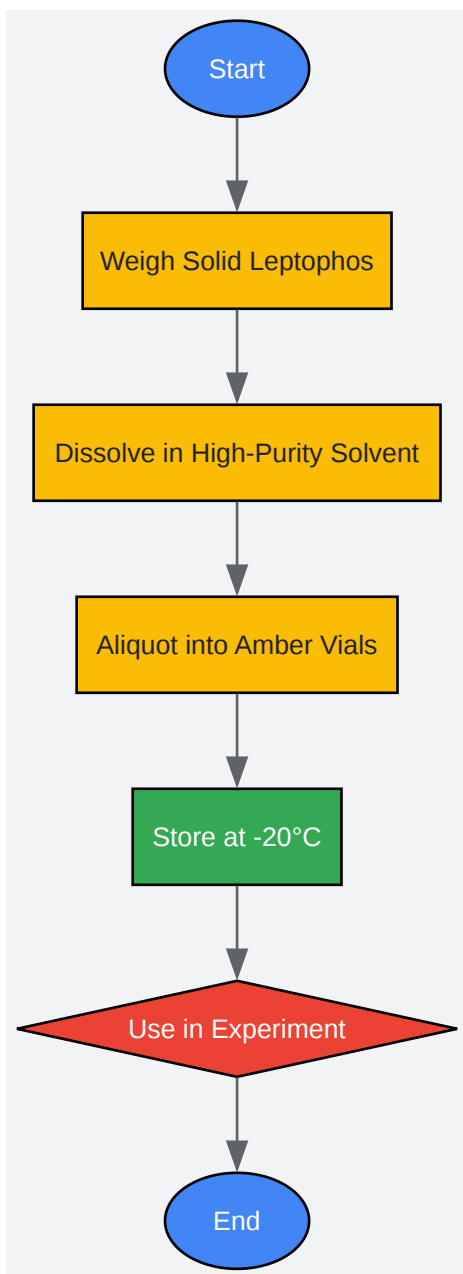 Start
Weigh Solid Leptophos
Dissolve in High-Purity Solvent
Aliquot into Amber Vials
Store at -20°C
Use in Experiment
End